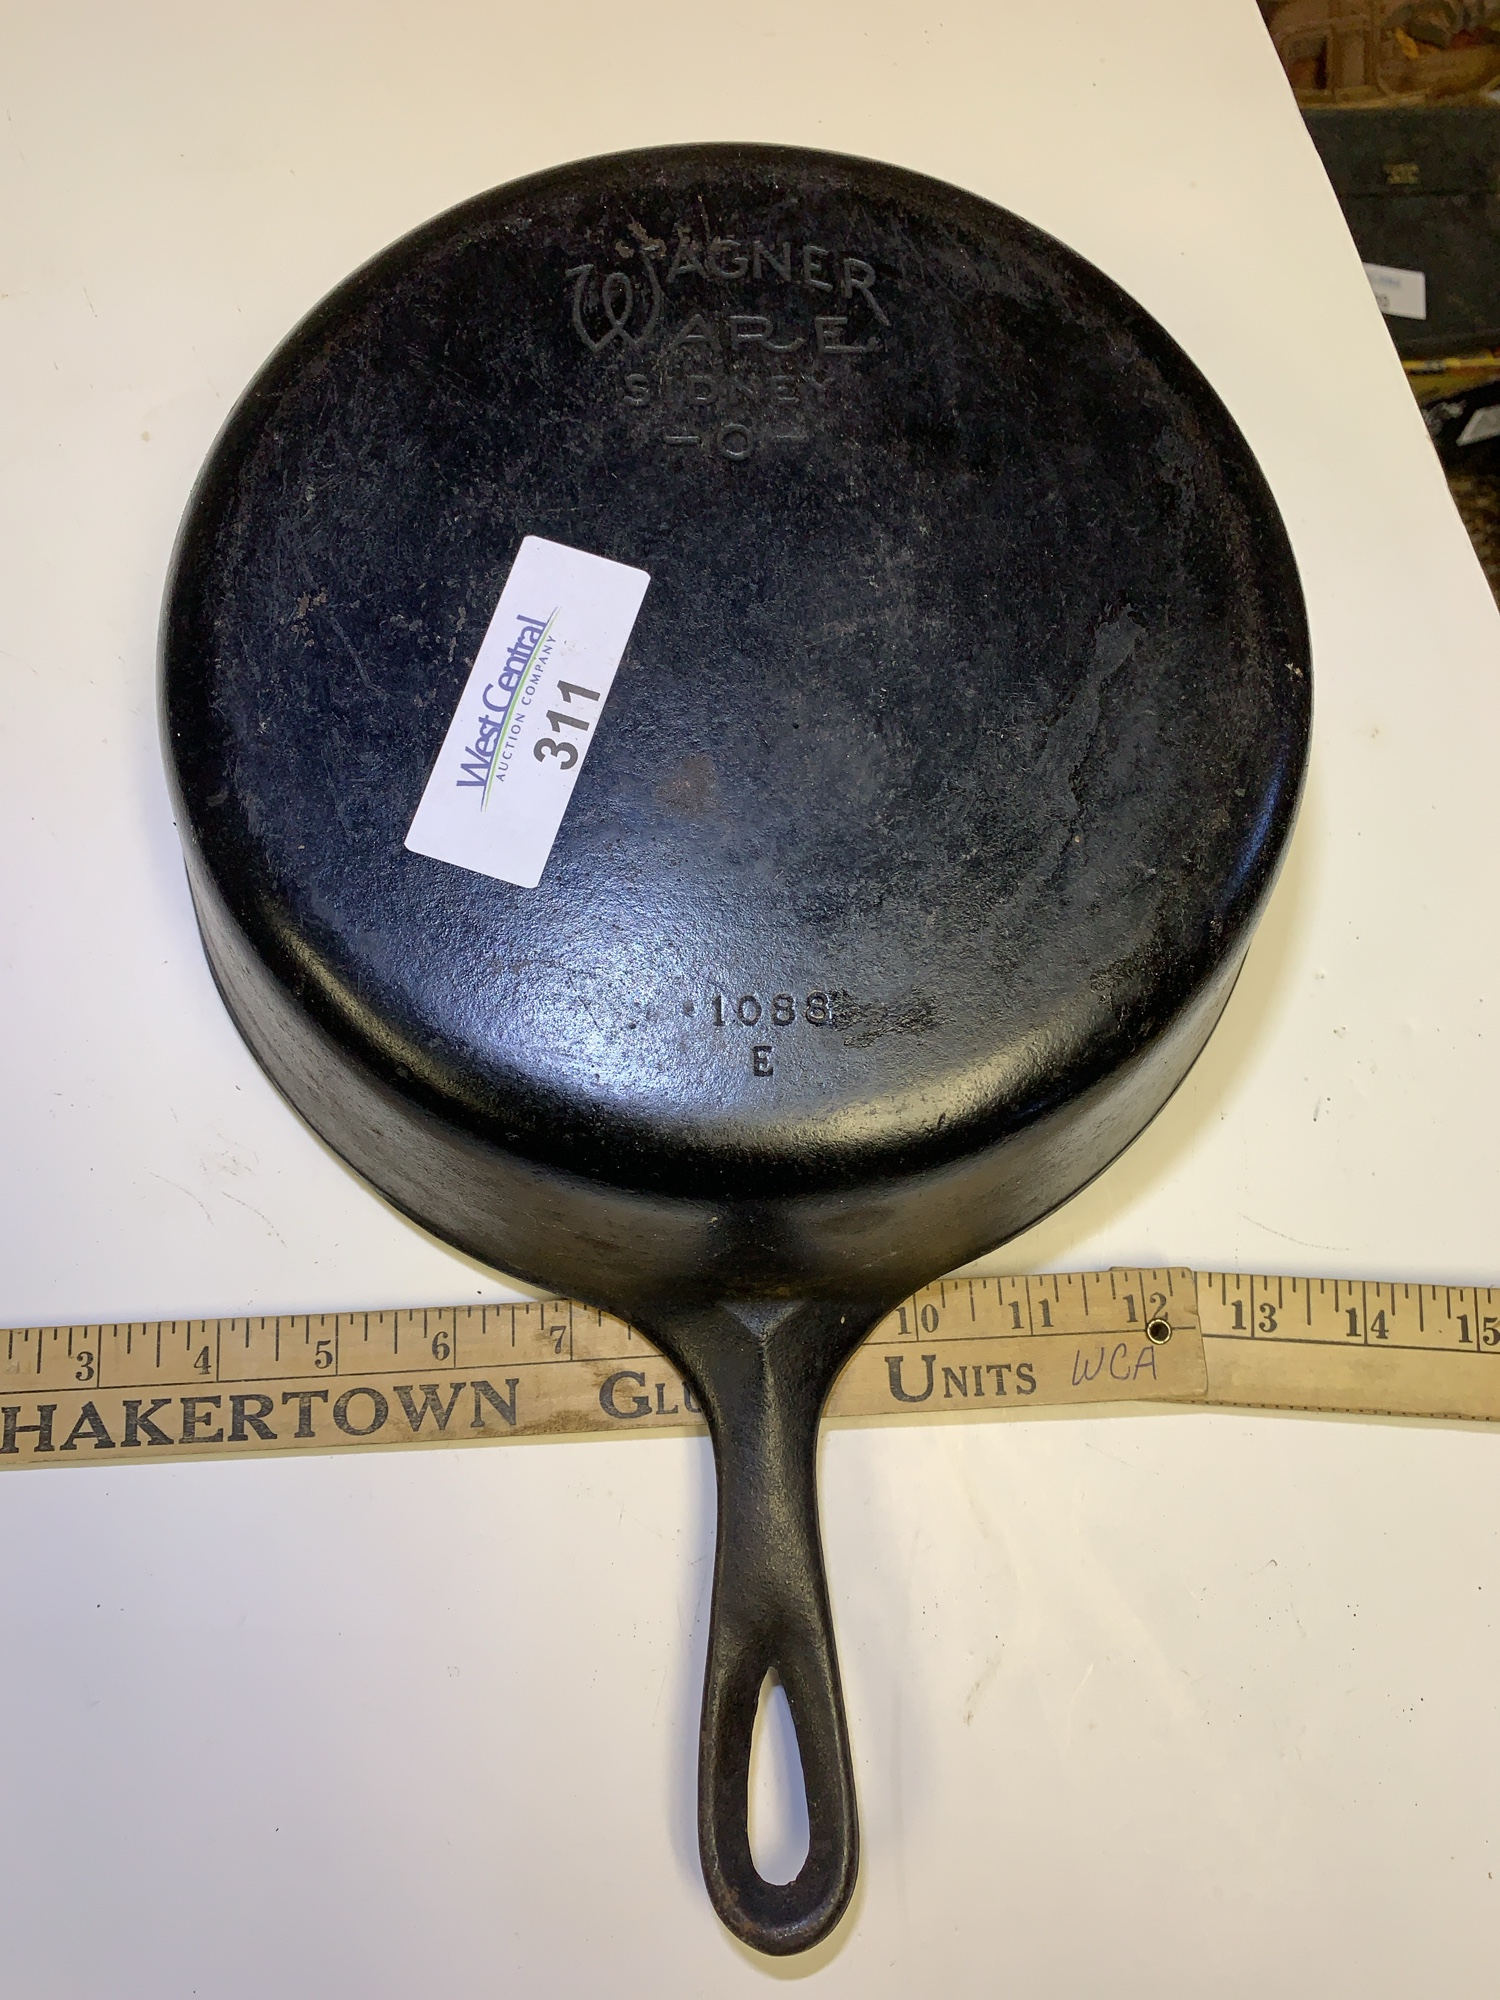 WAGNER
WARE
SIDNEY
-O-
West Central
AUCTION COMPANY
311
1088
E
3 4 5 6 7 10 11 12 13 14 15
HAKERTOWN GLU UNITS WCA